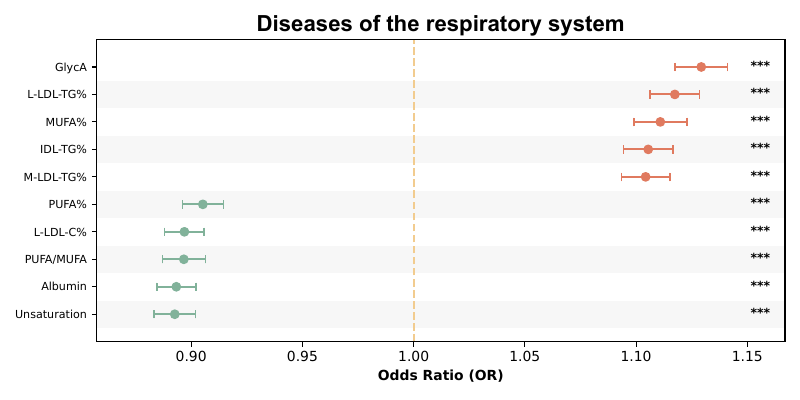 Diseases of the respiratory system
GlycA ***
L-LDL-TG% ***
MUFA% ***
IDL-TG% ***
M-LDL-TG% ***
PUFA% ***
L-LDL-C% ***
PUFA/MUFA ***
Albumin ***
Unsaturation ***
0.90 0.95 1.00 1.05 1.10 1.15
Odds Ratio (OR)